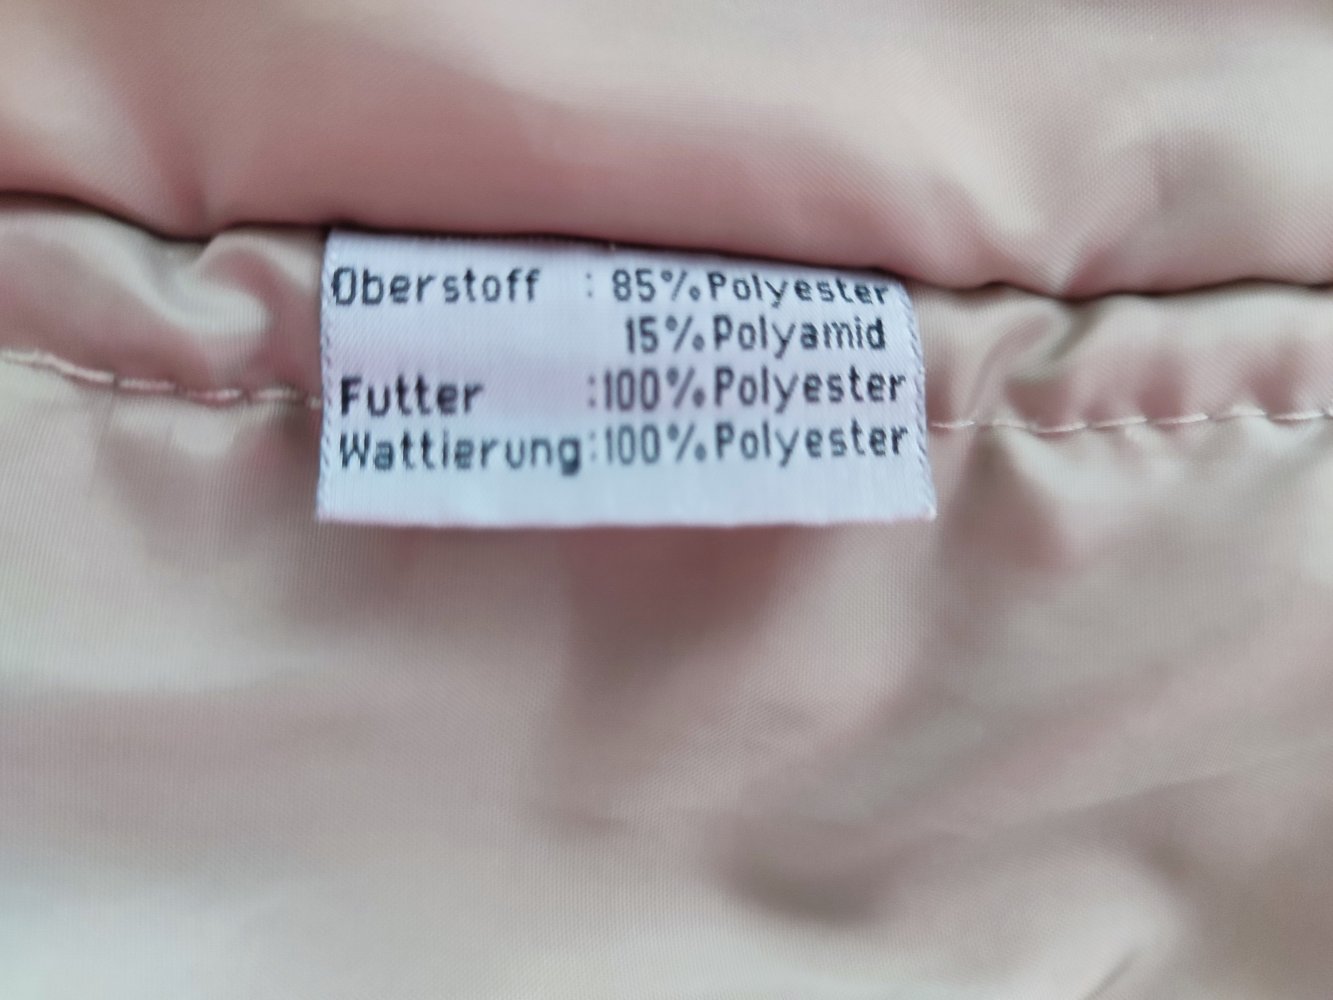 Oberstoff : 85% Polyester
15% Polyamid
Futter :100% Polyester
Wattierung:100% Polyester